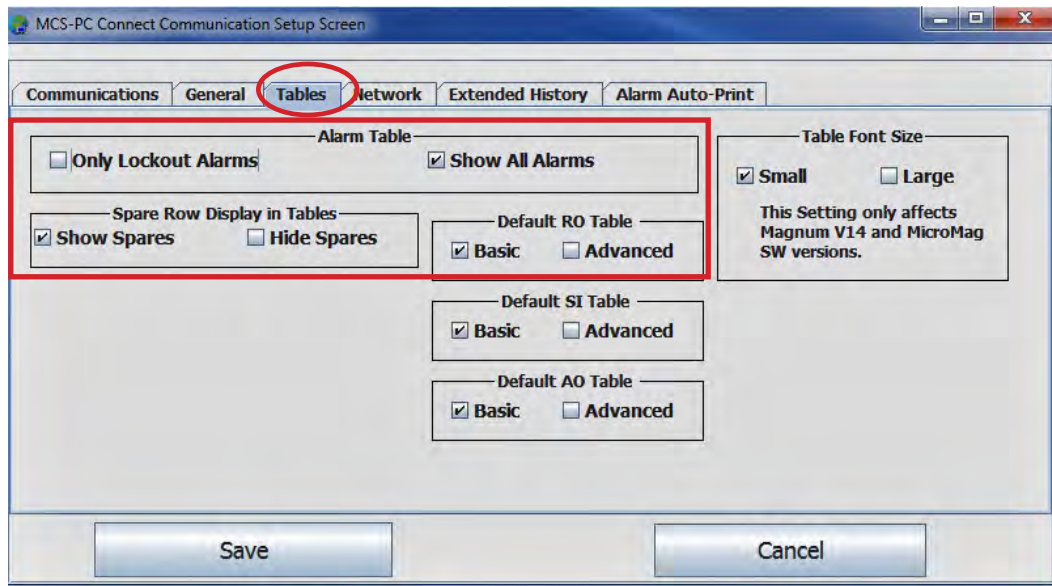 MCS-PC Connect Communication Setup Screen
Communications General Tables Network Extended History Alarm Auto-Print
Alarm Table
Only Lockout Alarms Show All Alarms
Spare Row Display in Tables
Show Spares Hide Spares
Default RO Table
Basic Advanced
Default SI Table
Basic Advanced
Default AO Table
Basic Advanced
Table Font Size
Small Large
This Setting only affects
Magnum V14 and MicroMag
SW versions.
Save Cancel